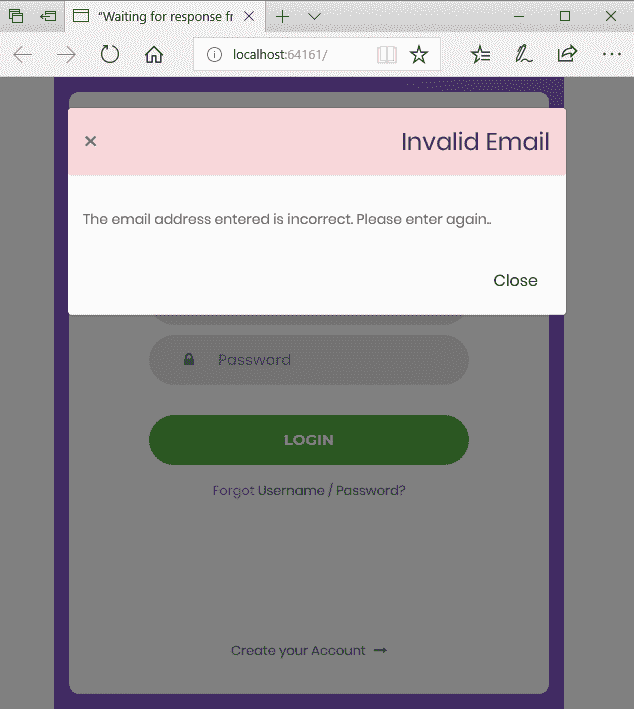 “Waiting for response fr
localhost:64161/
Invalid Email
The email address entered is incorrect. Please enter again..
Close
Password
LOGIN
Forgot Username / Password?
Create your Account